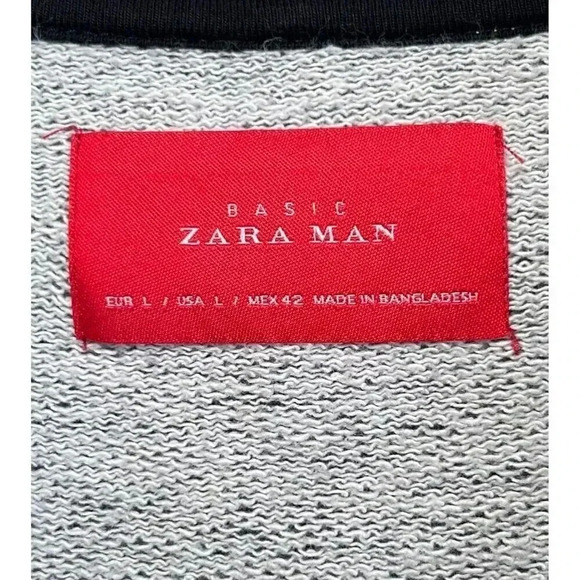 BASIC
ZARA MAN
EUR L / USA L / MEX 42 MADE IN BANGLADESH